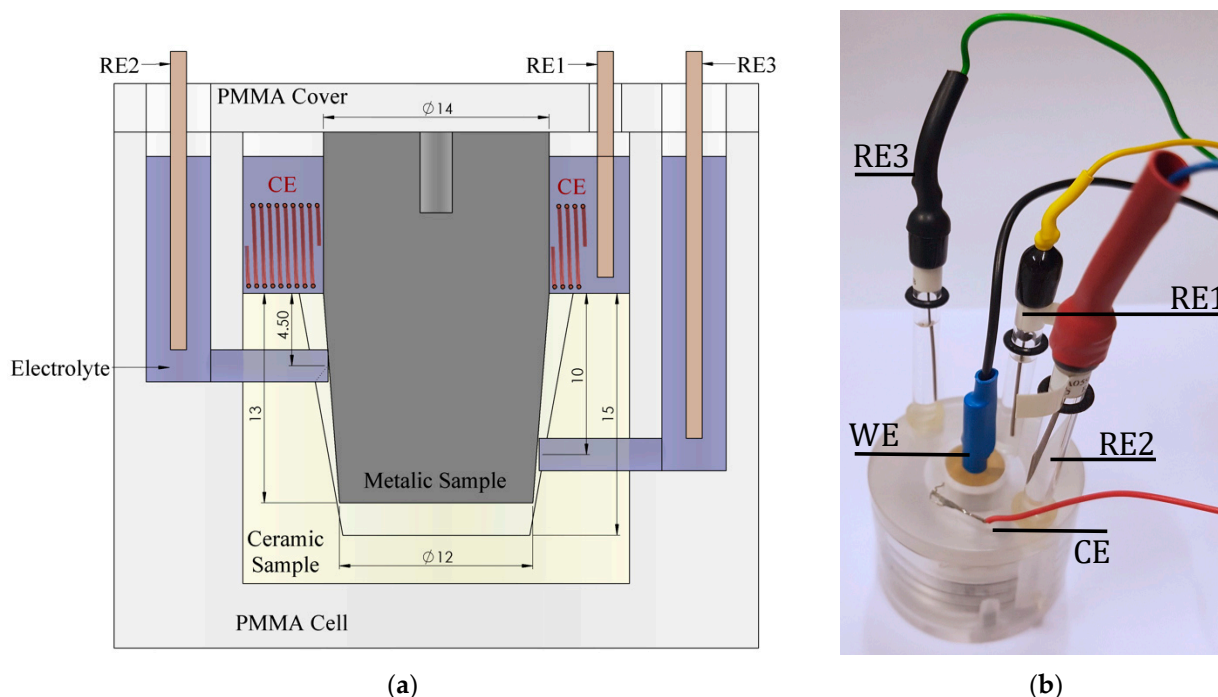 RE2
RE1
RE3
PMMA Cover
∅14
CE
CE
4.50
Electrolyte
13
10
15
Metalic Sample
Ceramic
Sample
∅12
PMMA Cell
(a)
RE3
RE1
WE
RE2
CE
(b)